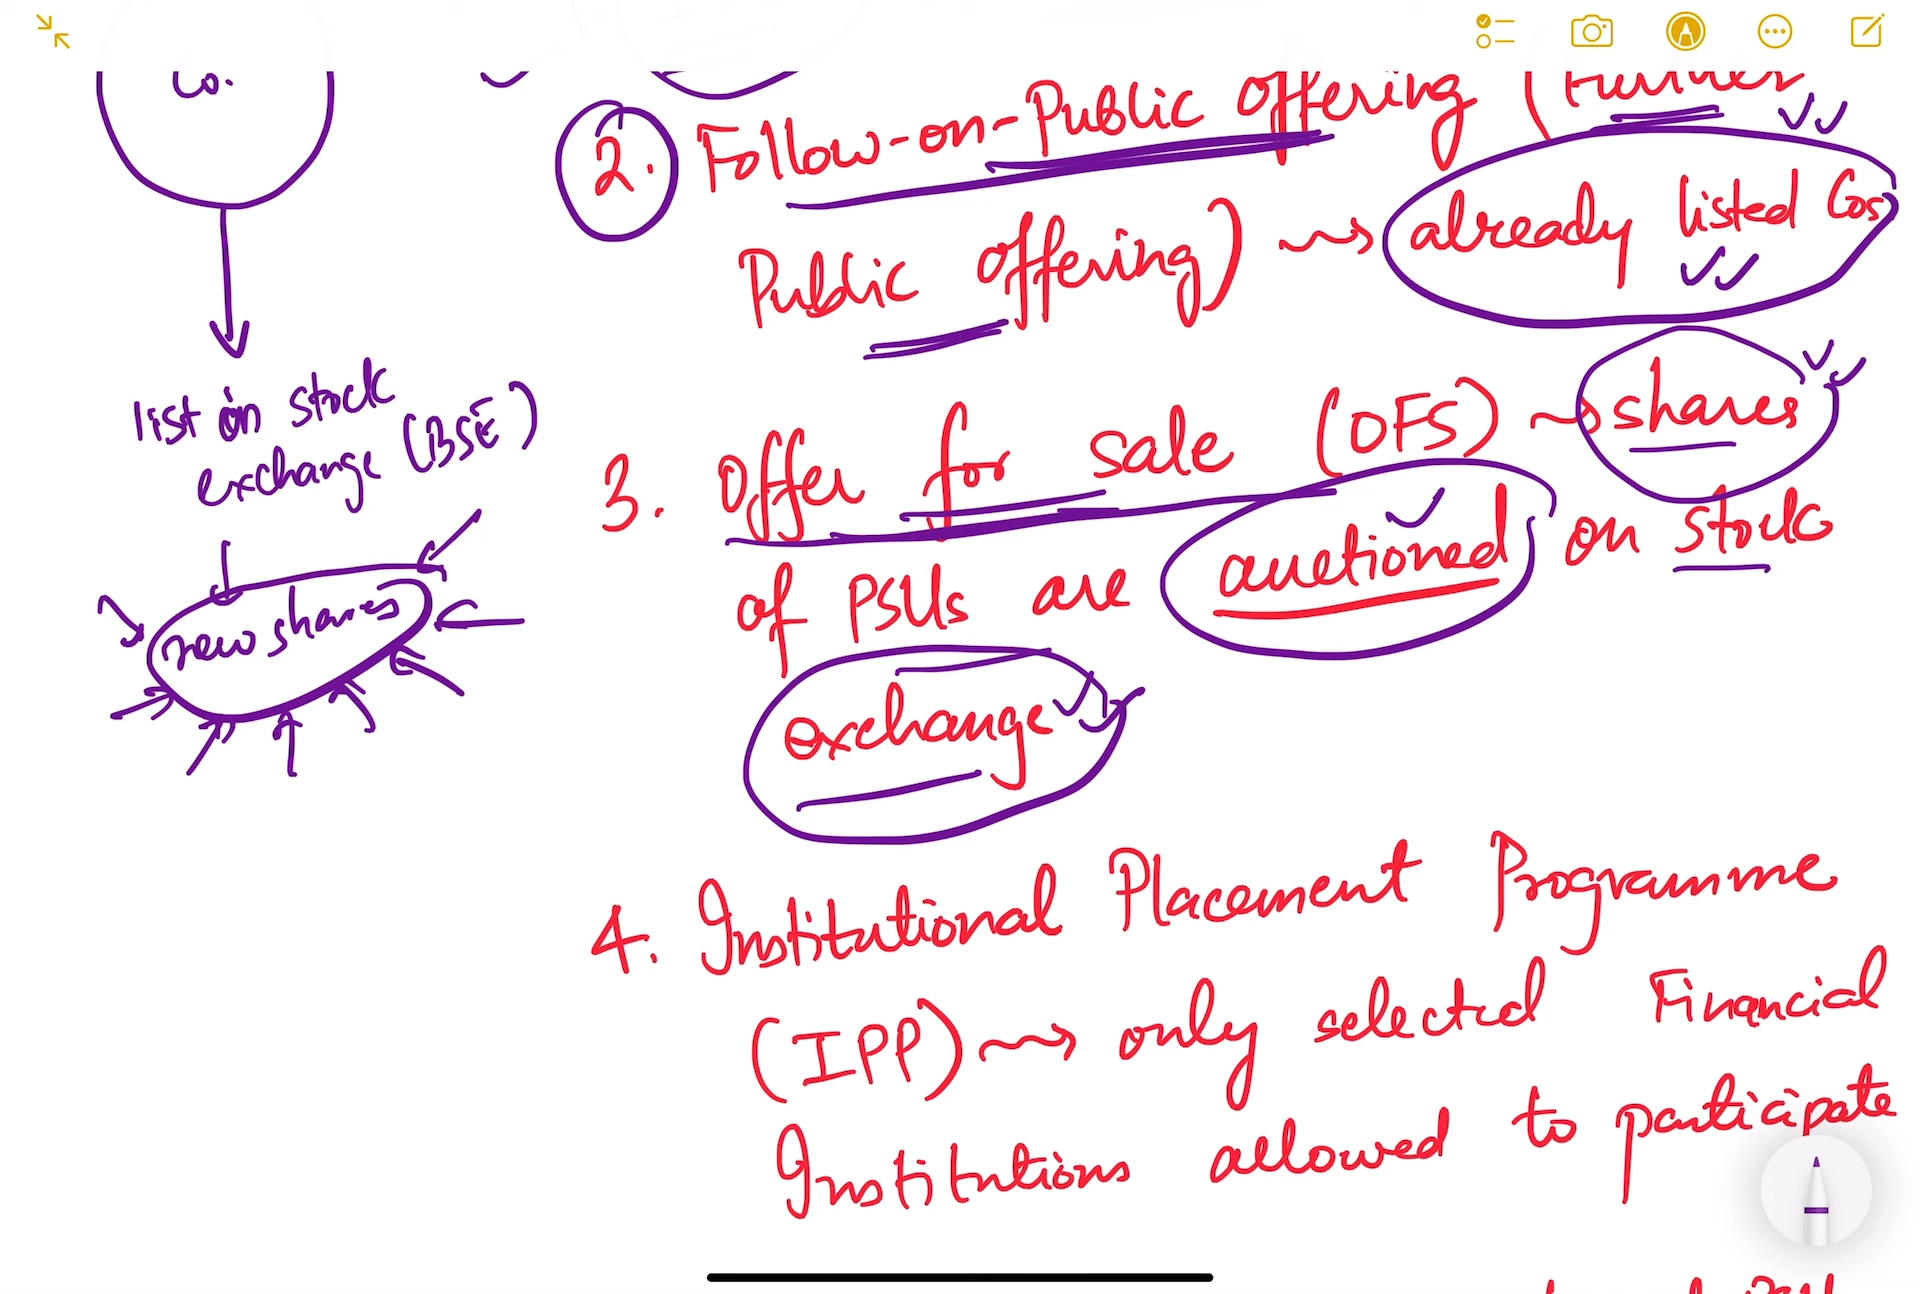 Co.
list on stock
exchange (BSE)
new shares
2. Follow-on-Public Offering (Further
Public Offering) → already listed Cos
3. Offer for sale (OFS) → shares
of PSUs are auctioned on stock
exchange
4. Institutional Placement Programme
(IPP) → only selected Financial
Institutions allowed to participate